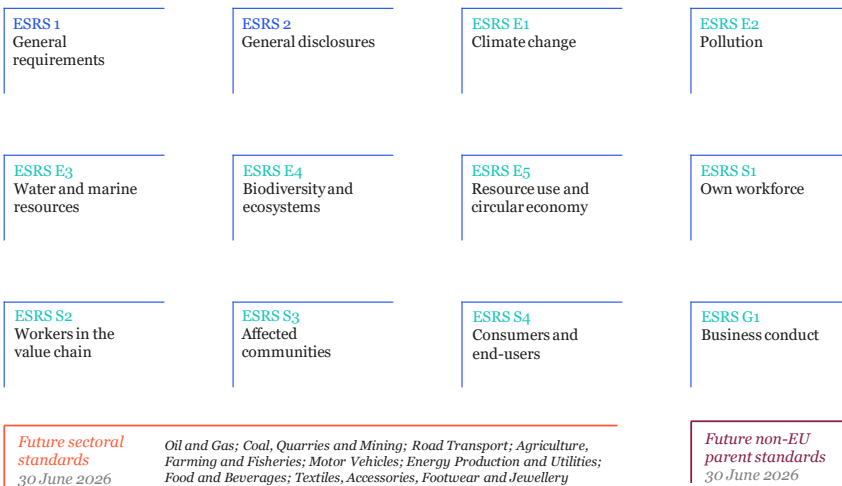 ESRS 1
General
requirements
ESRS 2
General disclosures
ESRS E1
Climate change
ESRS E2
Pollution
ESRS E3
Water and marine
resources
ESRS E4
Biodiversity and
ecosystems
ESRS E5
Resource use and
circular economy
ESRS S1
Own workforce
ESRS S2
Workers in the
value chain
ESRS S3
Affected
communities
ESRS S4
Consumers and
end-users
ESRS G1
Business conduct
Future sectoral
standards
30 June 2026
Oil and Gas; Coal, Quarries and Mining; Road Transport; Agriculture,
Farming and Fisheries; Motor Vehicles; Energy Production and Utilities;
Food and Beverages; Textiles, Accessories, Footwear and Jewellery
Future non-EU
parent standards
30 June 2026